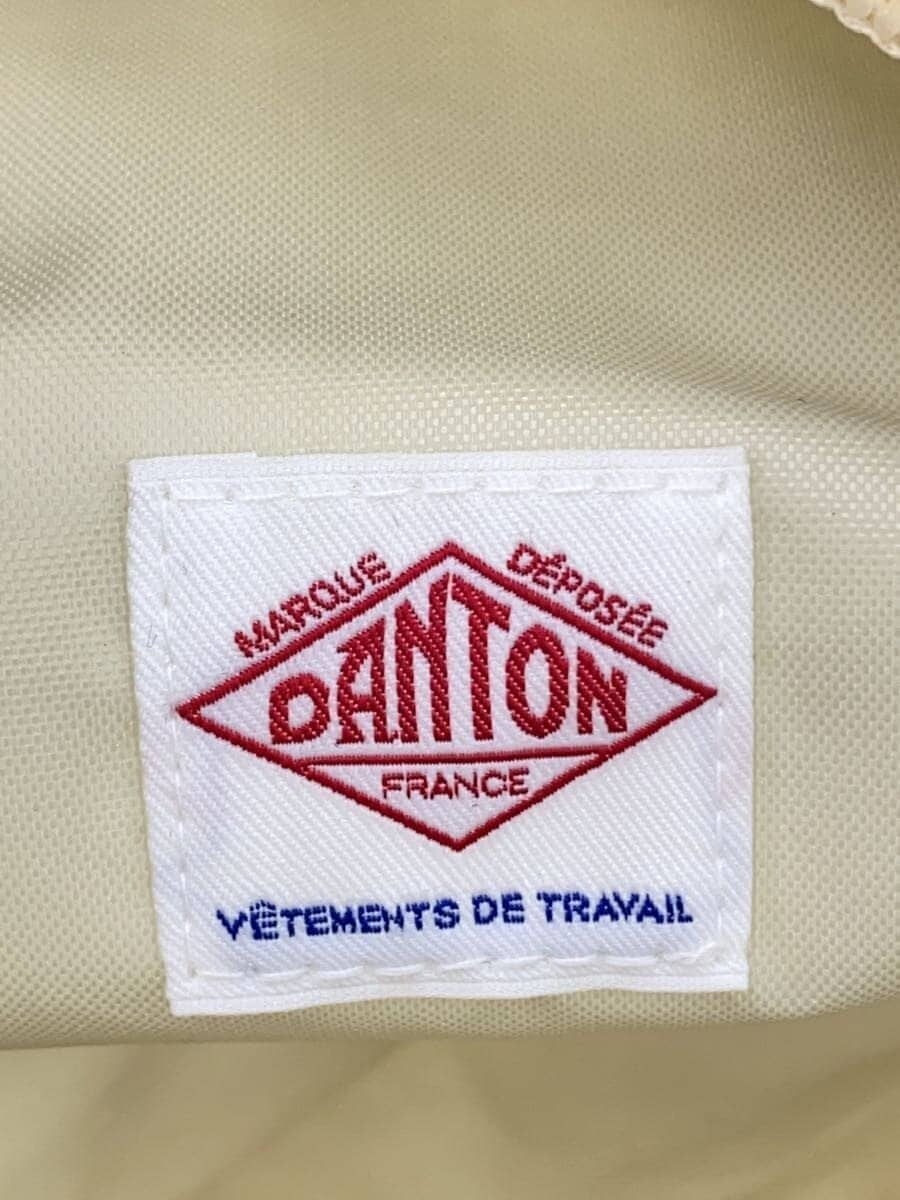 MARQUE DÉPOSÉE
DANTON
FRANCE
VÊTEMENTS DE TRAVAIL